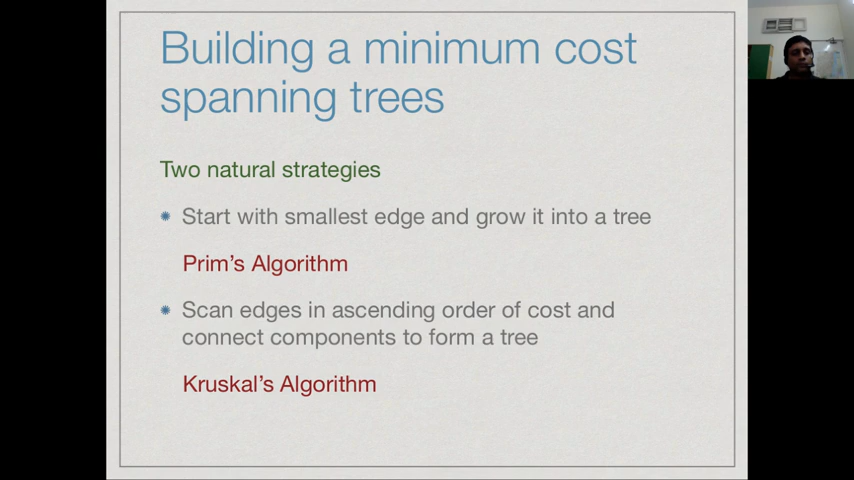 Building a minimum cost
spanning trees
Two natural strategies
Start with smallest edge and grow it into a tree
Prim's Algorithm
Scan edges in ascending order of cost and
connect components to form a tree
Kruskal's Algorithm